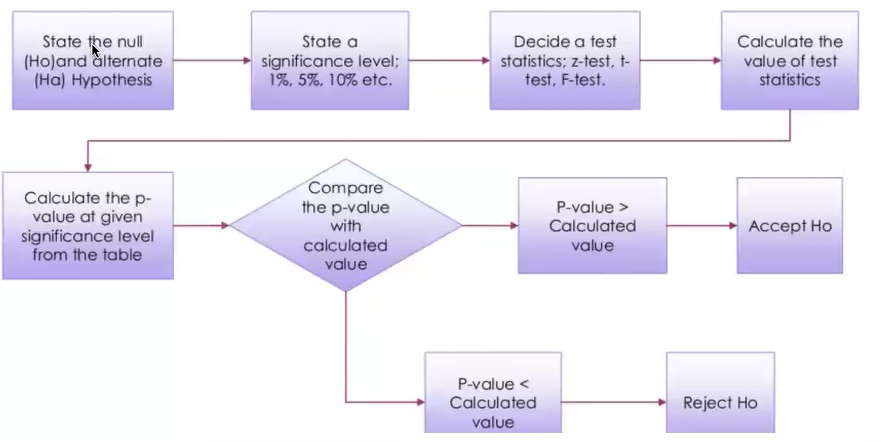 State the null
(Ho)and alternate
(Ha) Hypothesis
State a
significance level;
1%, 5%, 10% etc.
Decide a test
statistics; z-test, t-
test, F-test.
Calculate the
value of test
statistics
Calculate the p-
value at given
significance level
from the table
Compare
the p-value
with
calculated
value
P-value >
Calculated
value
Accept Ho
P-value <
Calculated
value
Reject Ho